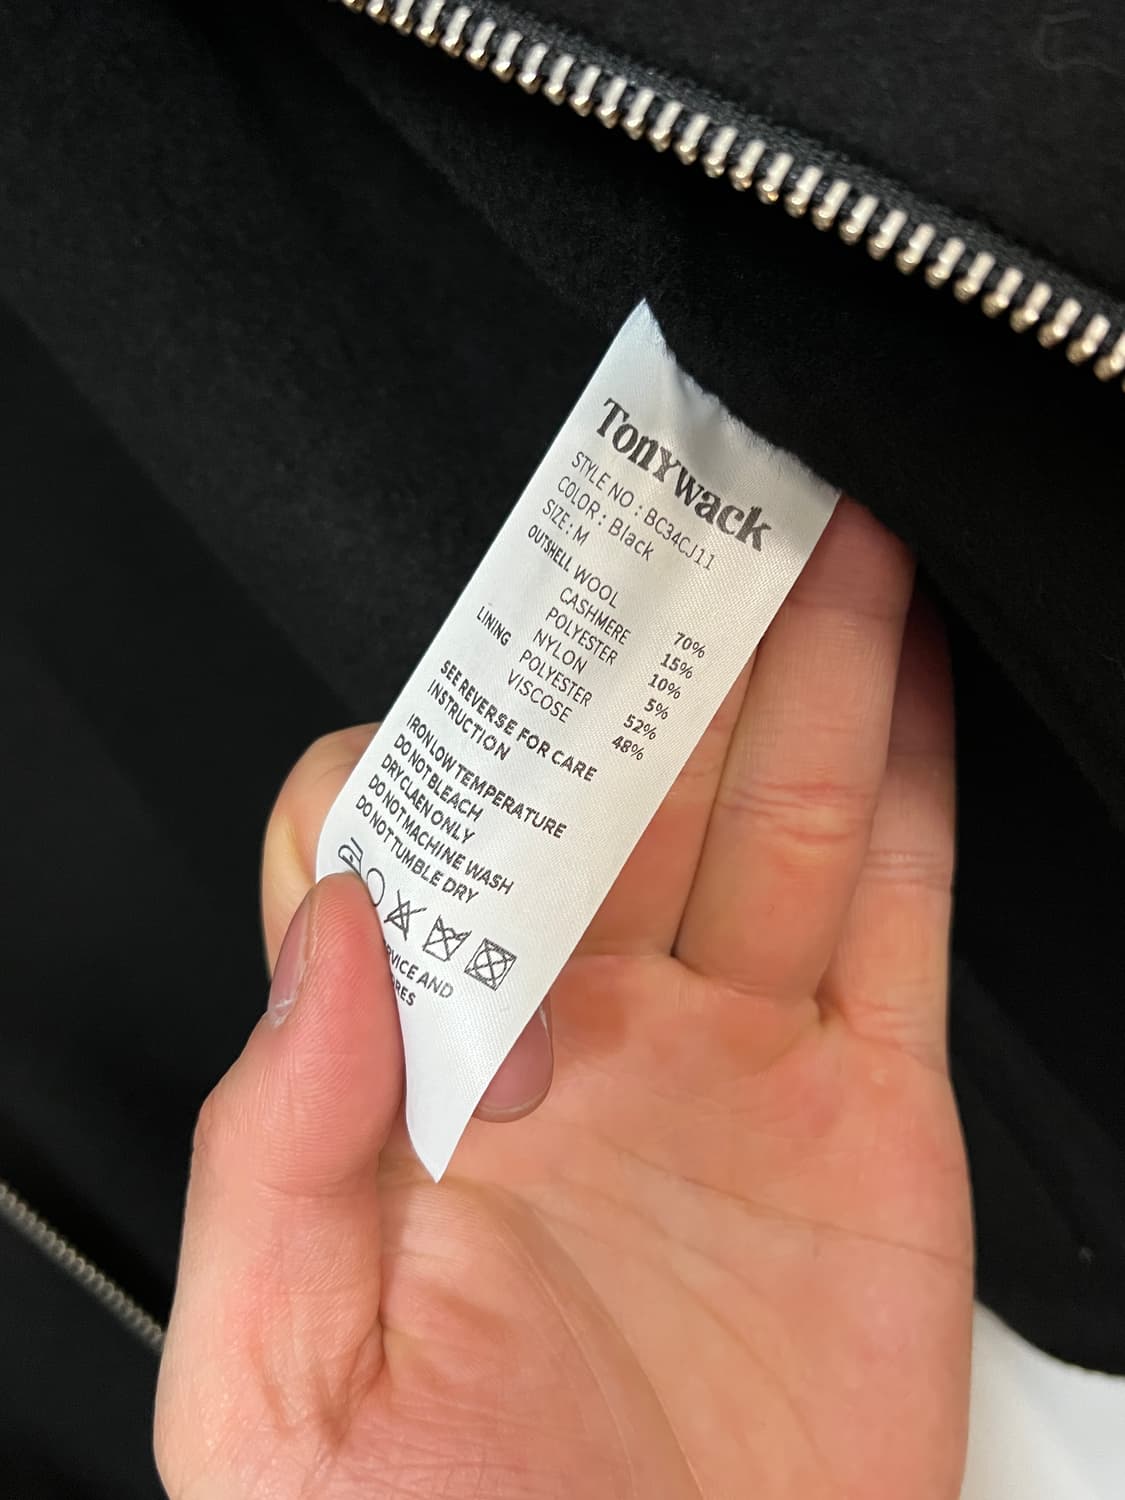 Tonywack
STYLE NO : BC34CJ11
COLOR : Black
SIZE : M
OUTSHELL WOOL 70%
CASHMERE 15%
POLYESTER 10%
NYLON 5%
LINING POLYESTER 52%
VISCOSE 48%
SEE REVERSE FOR CARE
INSTRUCTION
IRON LOW TEMPERATURE
DO NOT BLEACH
DRY CLAEN ONLY
DO NOT MACHINE WASH
DO NOT TUMBLE DRY
AND